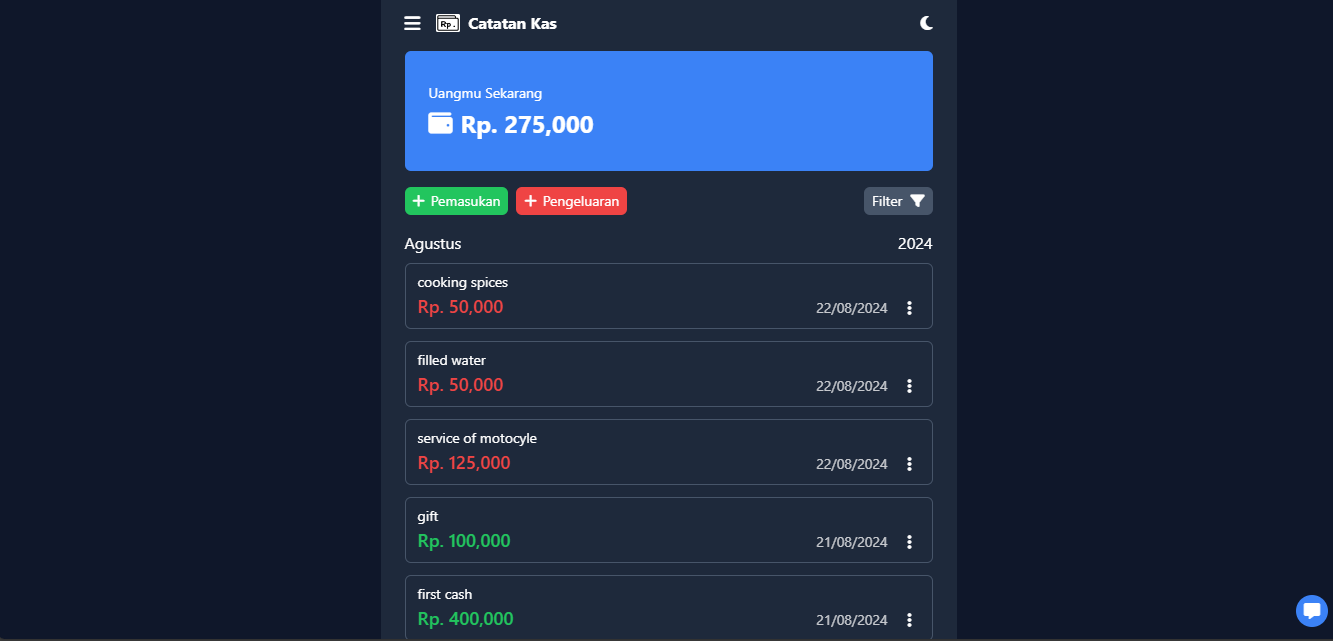 Rp. Catatan Kas
Uangmu Sekarang
Rp. 275,000
+ Pemasukan + Pengeluaran Filter
Agustus 2024
cooking spices
Rp. 50,000 22/08/2024
filled water
Rp. 50,000 22/08/2024
service of motocyle
Rp. 125,000 22/08/2024
gift
Rp. 100,000 21/08/2024
first cash
Rp. 400,000 21/08/2024